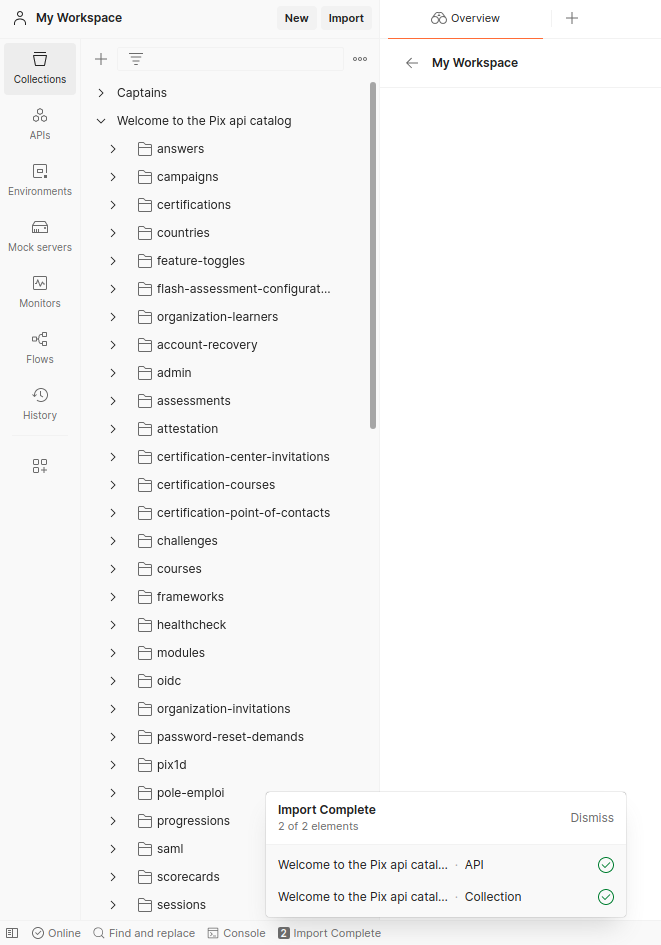 My Workspace
New
Import
Overview
My Workspace
Collections
APIs
Environments
Mock servers
Monitors
Flows
History
Captains
Welcome to the Pix api catalog
answers
campaigns
certifications
countries
feature-toggles
flash-assessment-configurat...
organization-learners
account-recovery
admin
assessments
attestation
certification-center-invitations
certification-courses
certification-point-of-contacts
challenges
courses
frameworks
healthcheck
modules
oidc
organization-invitations
password-reset-demands
pix1d
pole-emploi
progressions
saml
scorecards
sessions
Import Complete
2 of 2 elements
Dismiss
Welcome to the Pix api catal... · API
Welcome to the Pix api catal... · Collection
Online
Find and replace
Console
2 Import Complete